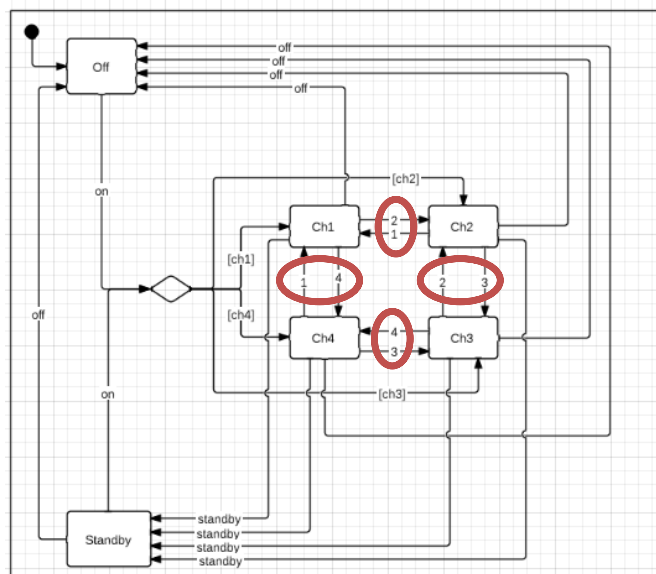 off
off
Off
off
off
on
[ch2]
Ch1
2
Ch2
1
[ch1]
1
4
2
3
[ch4]
off
Ch4
4
Ch3
3
on
[ch3]
standby
standby
Standby
standby
standby